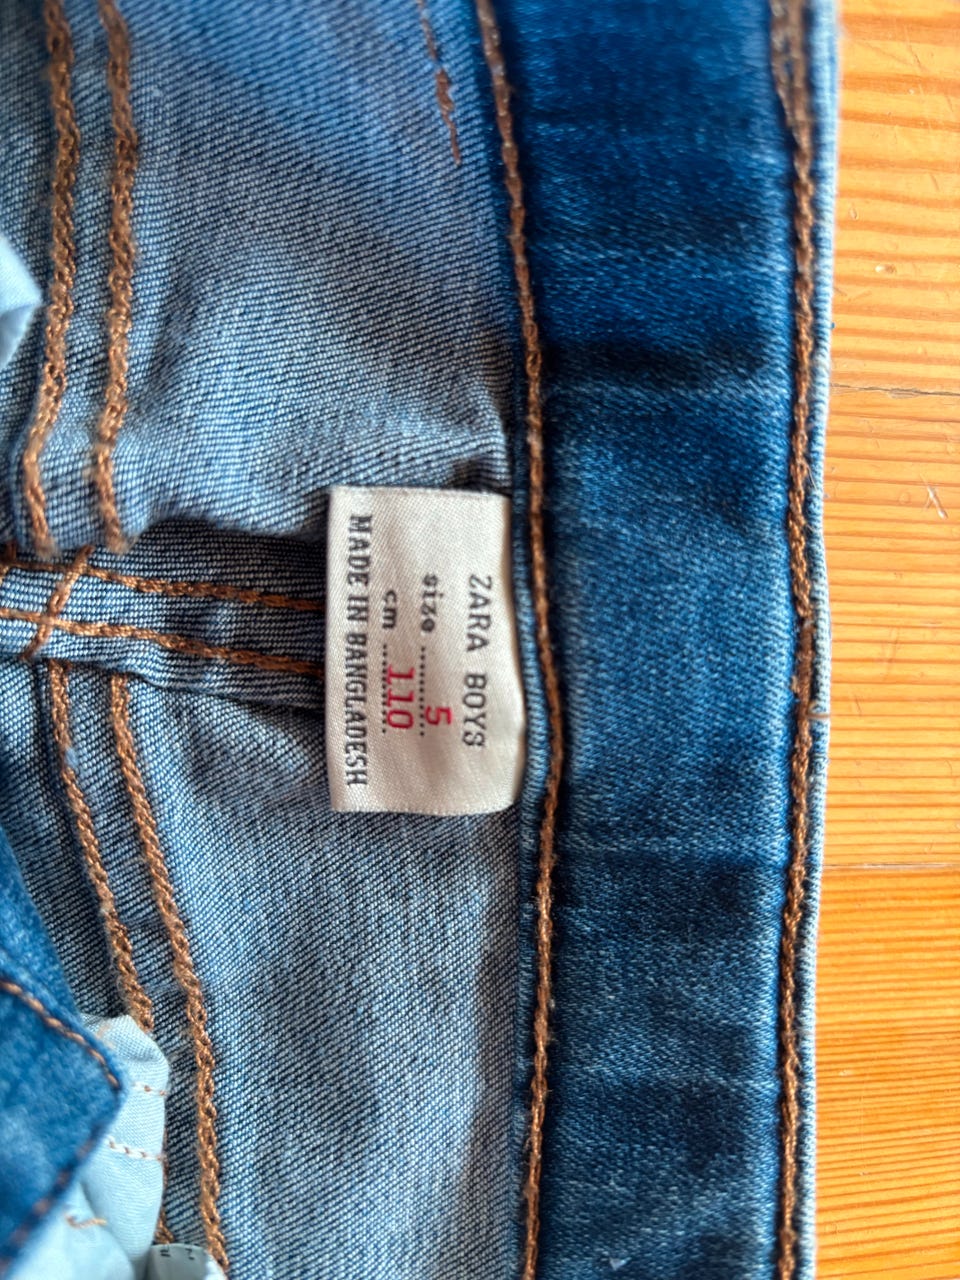 ZARA BOYS
size ........... 5
cm ........... 110
MADE IN BANGLADESH